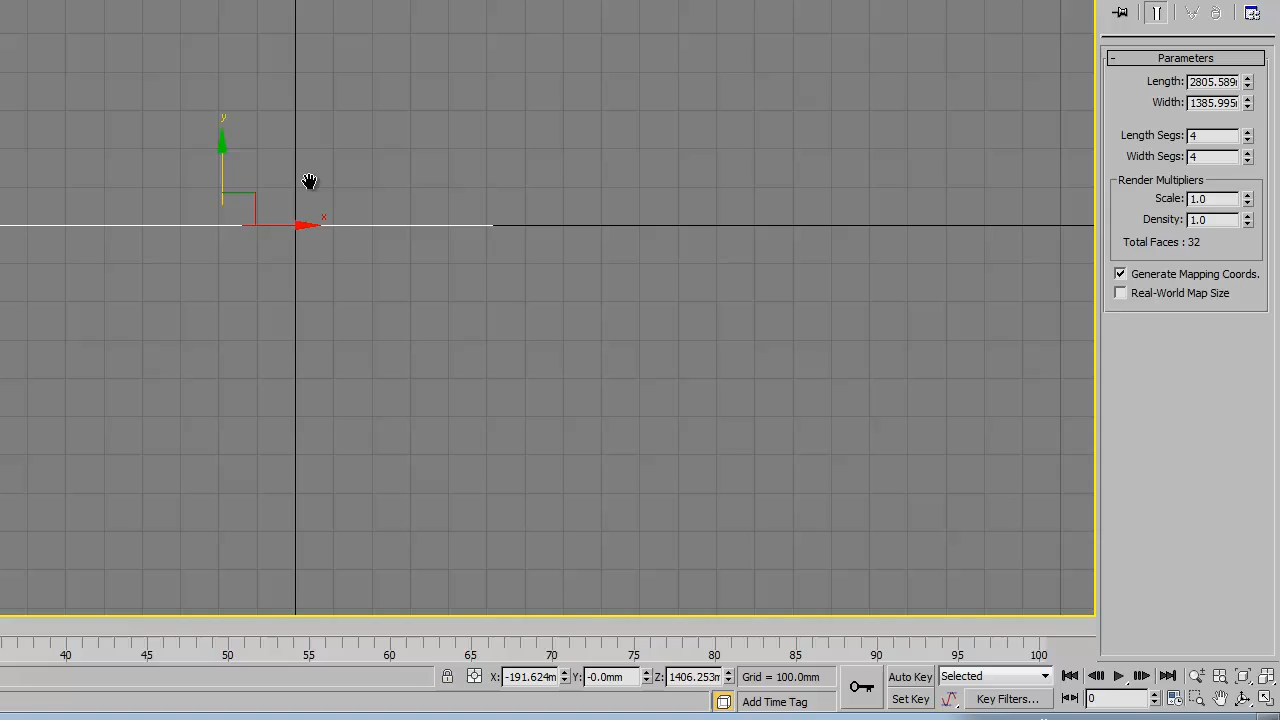 Parameters
Length: 2805.589
Width: 1385.995
Length Segs: 4
Width Segs: 4
Render Multipliers
Scale: 1.0
Density: 1.0
Total Faces : 32
Generate Mapping Coords.
Real-World Map Size
y
x
40 45 50 55 60 65 70 75 80 85 90 95 100
X: -191.624m Y: -0.0mm Z: 1406.253m Grid = 100.0mm Auto Key Selected
Add Time Tag Set Key Key Filters... 0